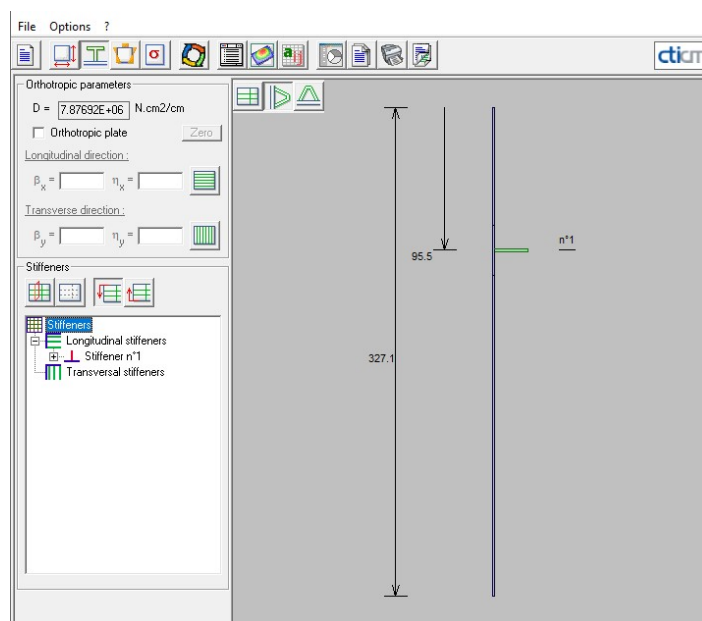 File Options ?
cticm
Orthotropic parameters
D = 7.87692E+06 N.cm2/cm
Orthotropic plate Zero
Longitudinal direction :
βx = ηx =
Transverse direction :
βy = ηy =
Stiffeners
Stiffeners
Longitudinal stiffeners
Stiffener n°1
Transversal stiffeners
n°1
95.5
327.1